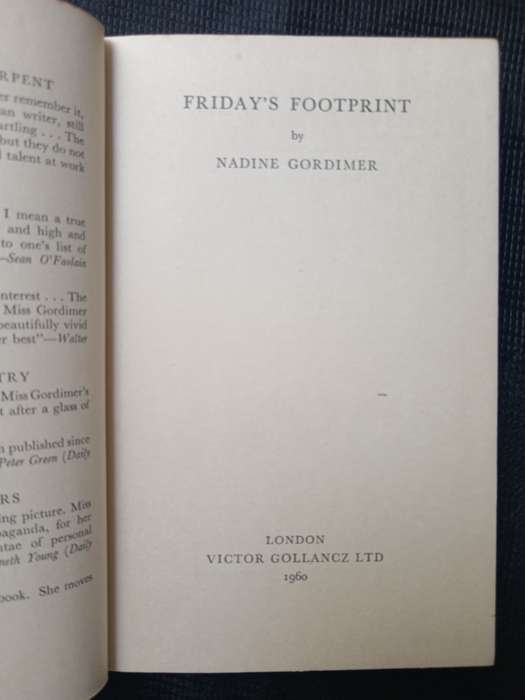 RPENT
er remember it,
an writer, still
artling . . . The
but they do not
talent at work
I mean a true
and high and
to one's list of
—Sean O'Faolain
nterest . . . The
Miss Gordimer
beautifully vivid
r best"—Walter
TRY
Miss Gordimer's
t after a glass of
n published since
Peter Green (Daily
RS
ing picture. Miss
paganda, for her
ntae of personal
neth Young (Daily
book. She moves
FRIDAY'S FOOTPRINT
by
NADINE GORDIMER
LONDON
VICTOR GOLLANCZ LTD
1960